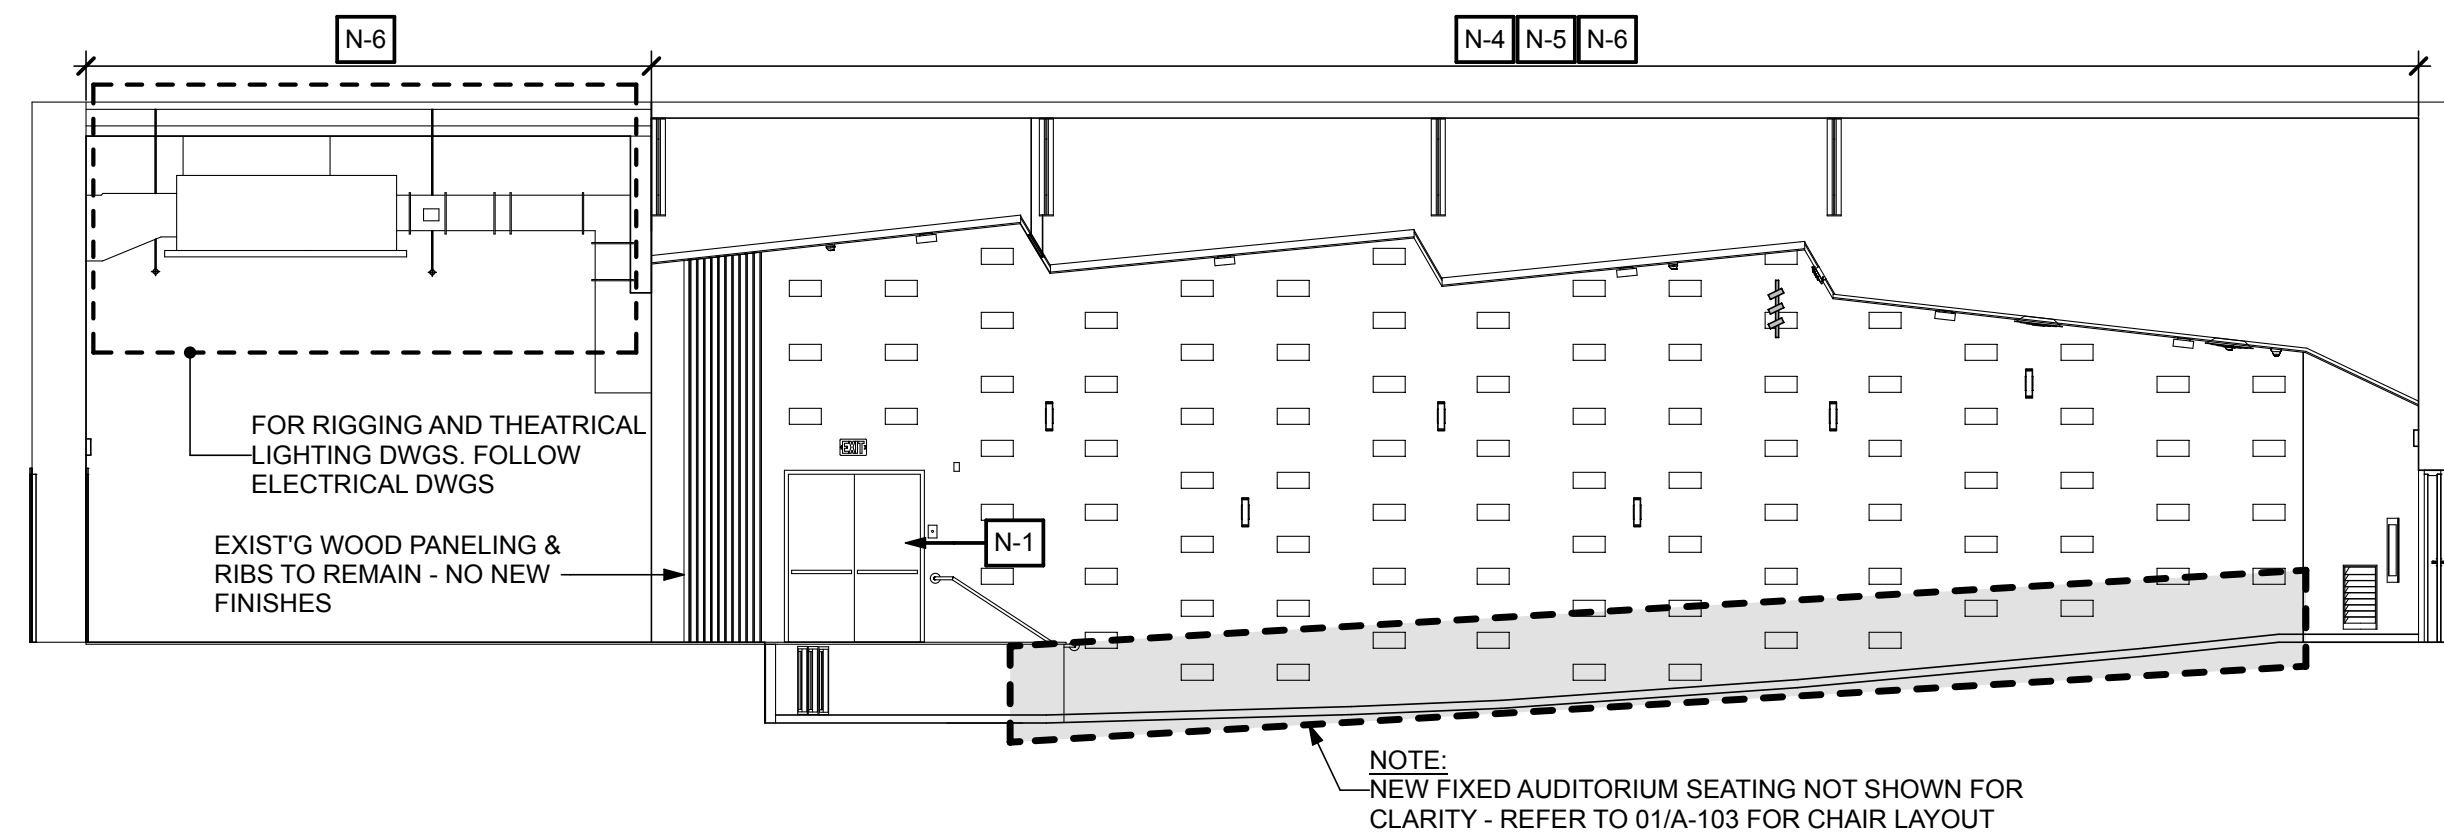 N-6
N-4 N-5 N-6
FOR RIGGING AND THEATRICAL
LIGHTING DWGS. FOLLOW
ELECTRICAL DWGS
EXIT
EXIST'G WOOD PANELING &
RIBS TO REMAIN - NO NEW
FINISHES
N-1
NOTE:
NEW FIXED AUDITORIUM SEATING NOT SHOWN FOR
CLARITY - REFER TO 01/A-103 FOR CHAIR LAYOUT